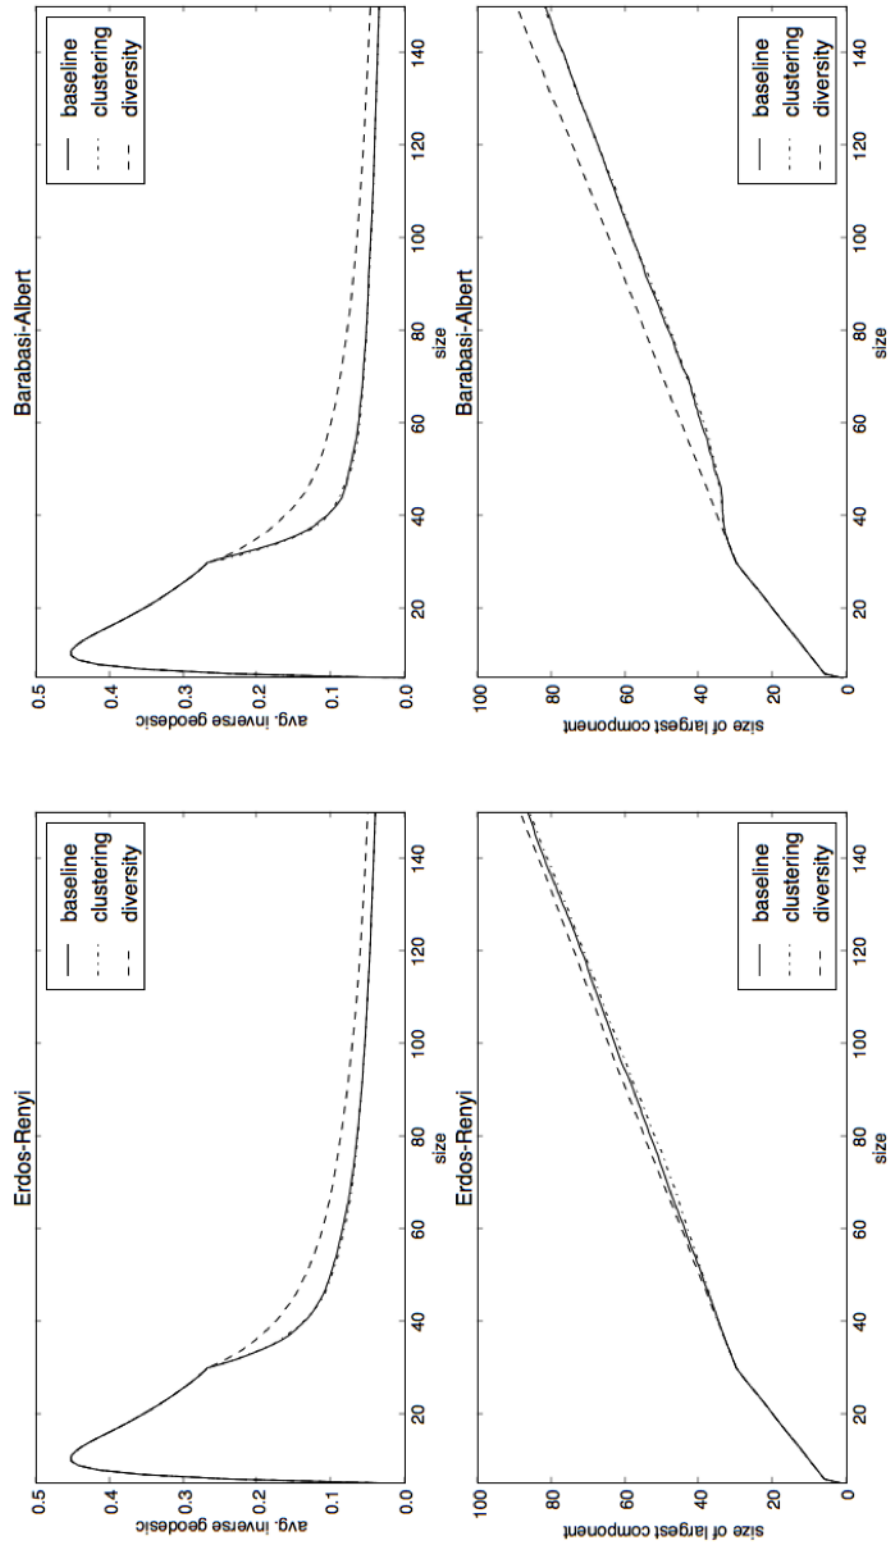 Erdos-Renyi
avg. inverse geodesic
0.5
0.4
0.3
0.2
0.1
0.0
20 40 60 80 100 120 140
size
baseline
clustering
diversity
Barabasi-Albert
avg. inverse geodesic
0.5
0.4
0.3
0.2
0.1
0.0
20 40 60 80 100 120 140
size
baseline
clustering
diversity
Erdos-Renyi
size of largest component
100
80
60
40
20
0
20 40 60 80 100 120 140
size
baseline
clustering
diversity
Barabasi-Albert
size of largest component
100
80
60
40
20
0
20 40 60 80 100 120 140
size
baseline
clustering
diversity